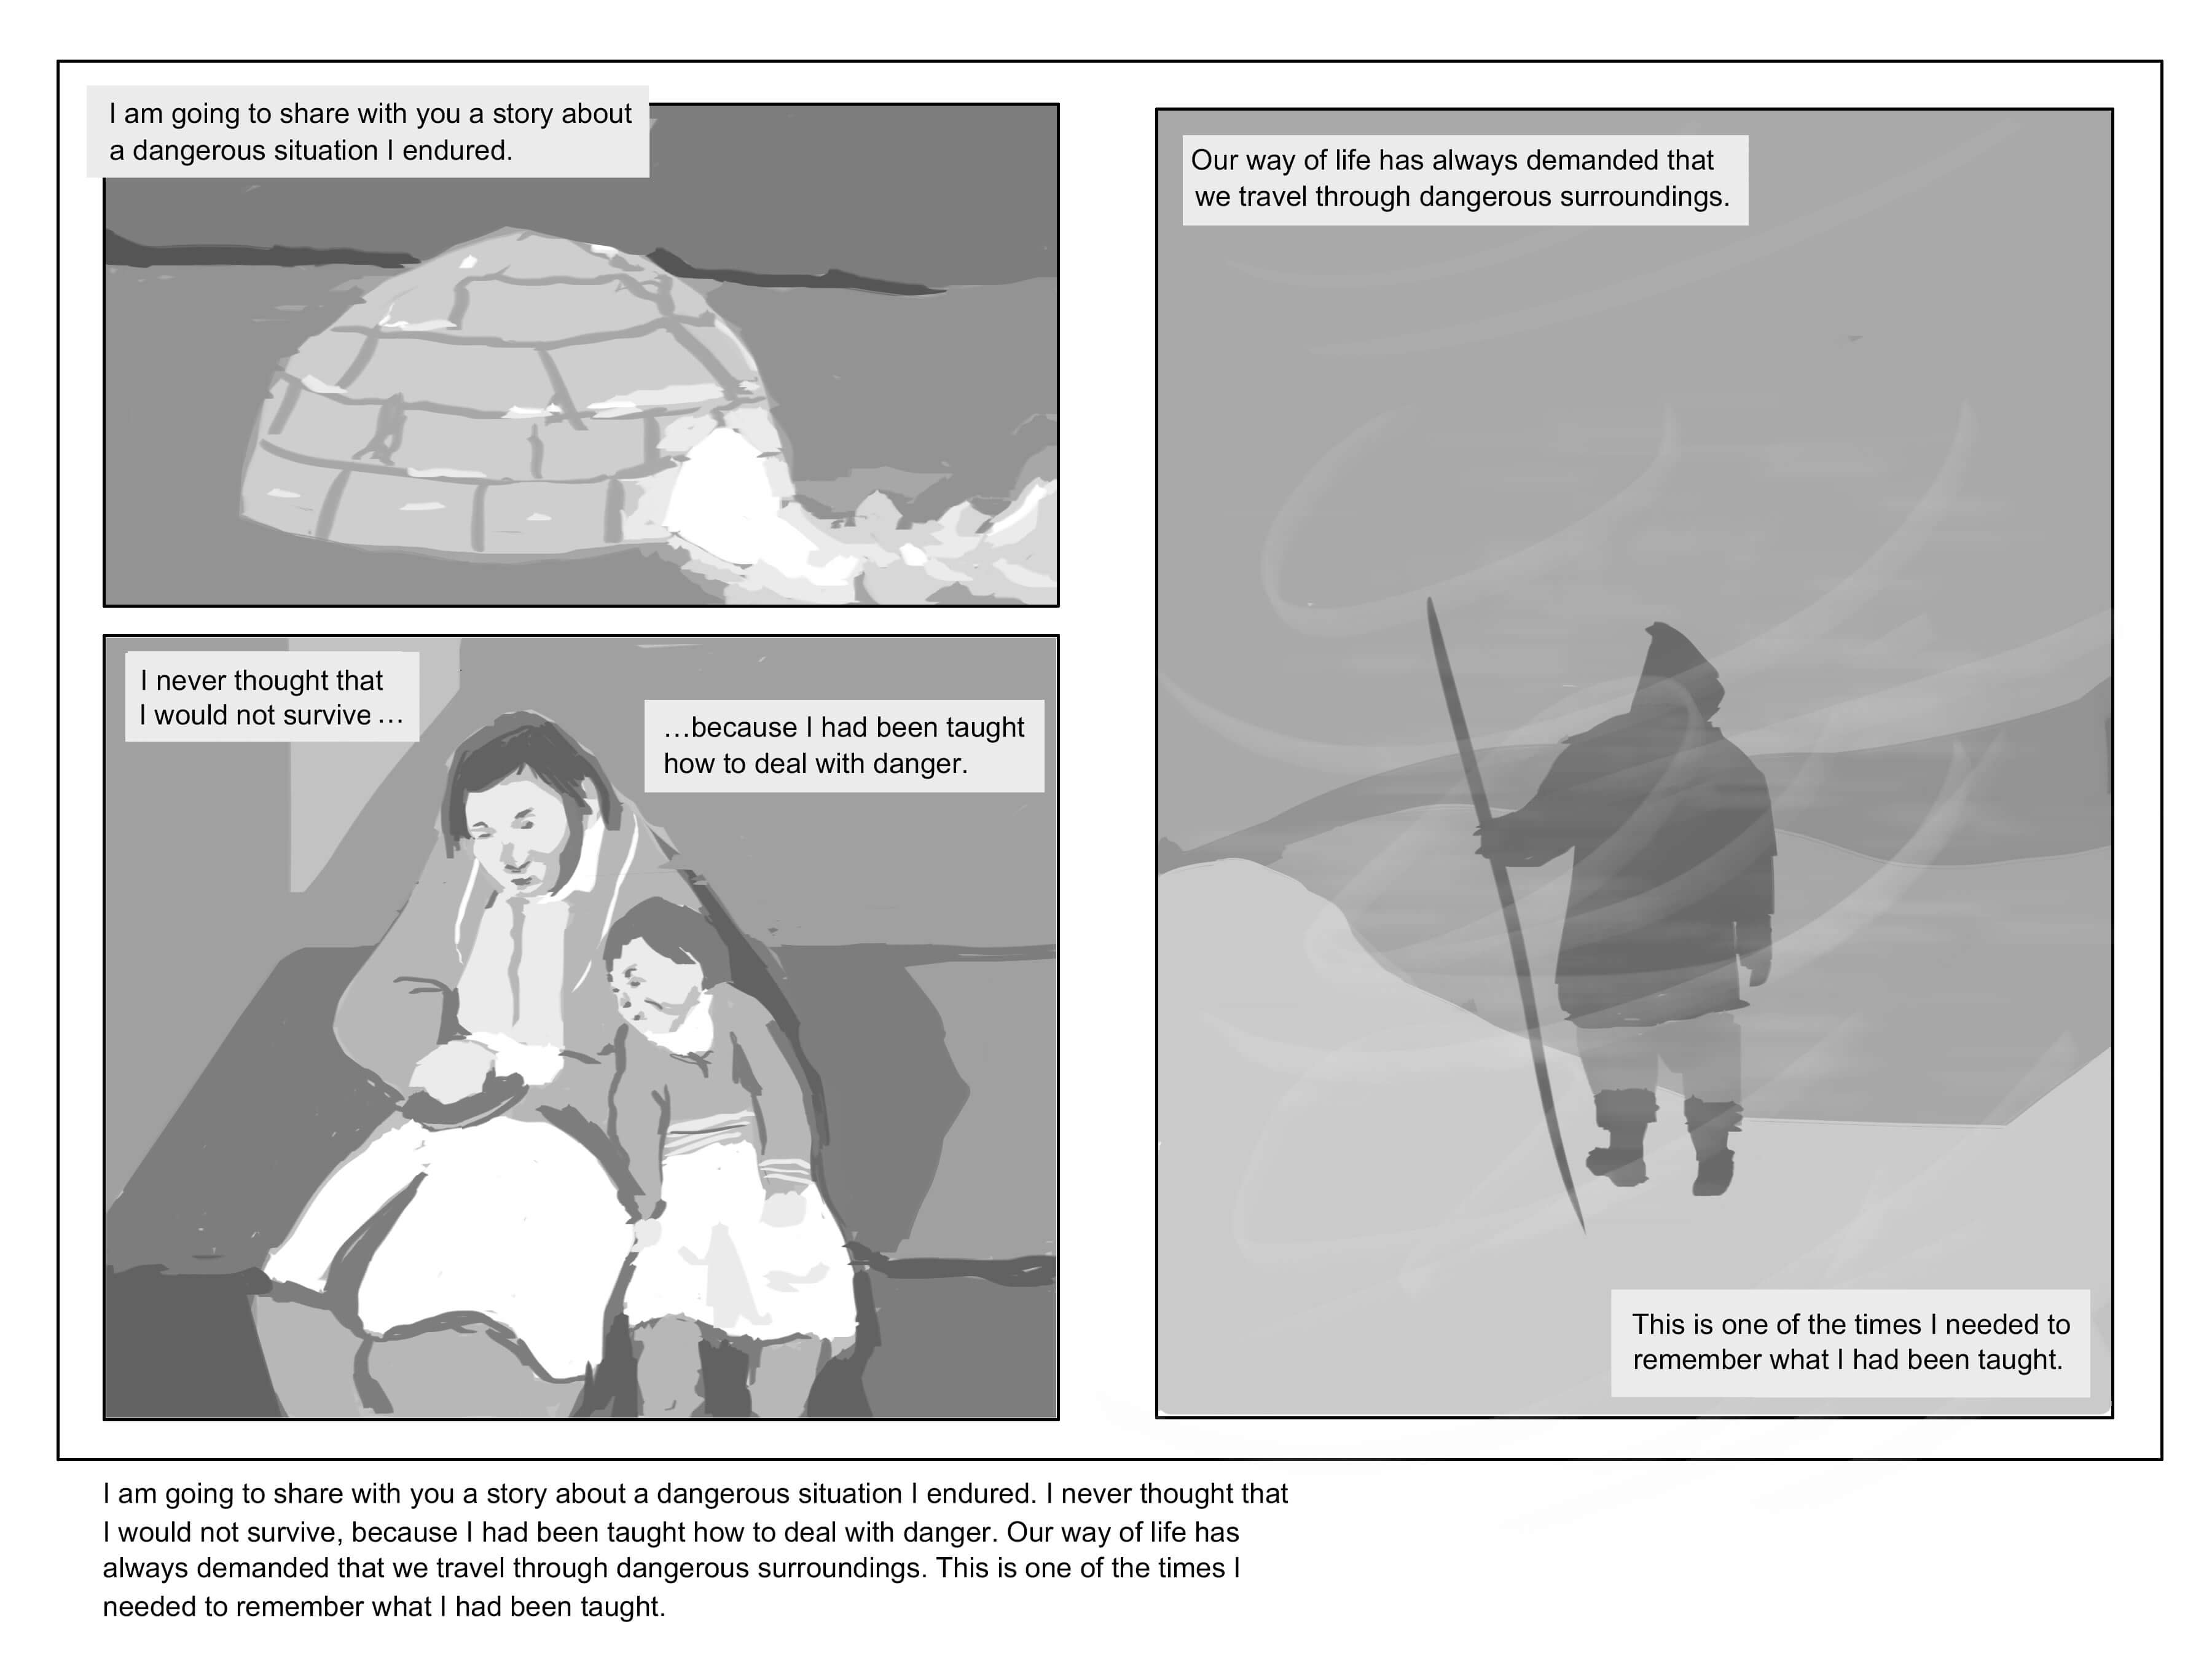 I am going to share with you a story about
a dangerous situation I endured.
I never thought that
I would not survive …
…because I had been taught
how to deal with danger.
Our way of life has always demanded that
we travel through dangerous surroundings.
This is one of the times I needed to
remember what I had been taught.
I am going to share with you a story about a dangerous situation I endured. I never thought that
I would not survive, because I had been taught how to deal with danger. Our way of life has
always demanded that we travel through dangerous surroundings. This is one of the times I
needed to remember what I had been taught.